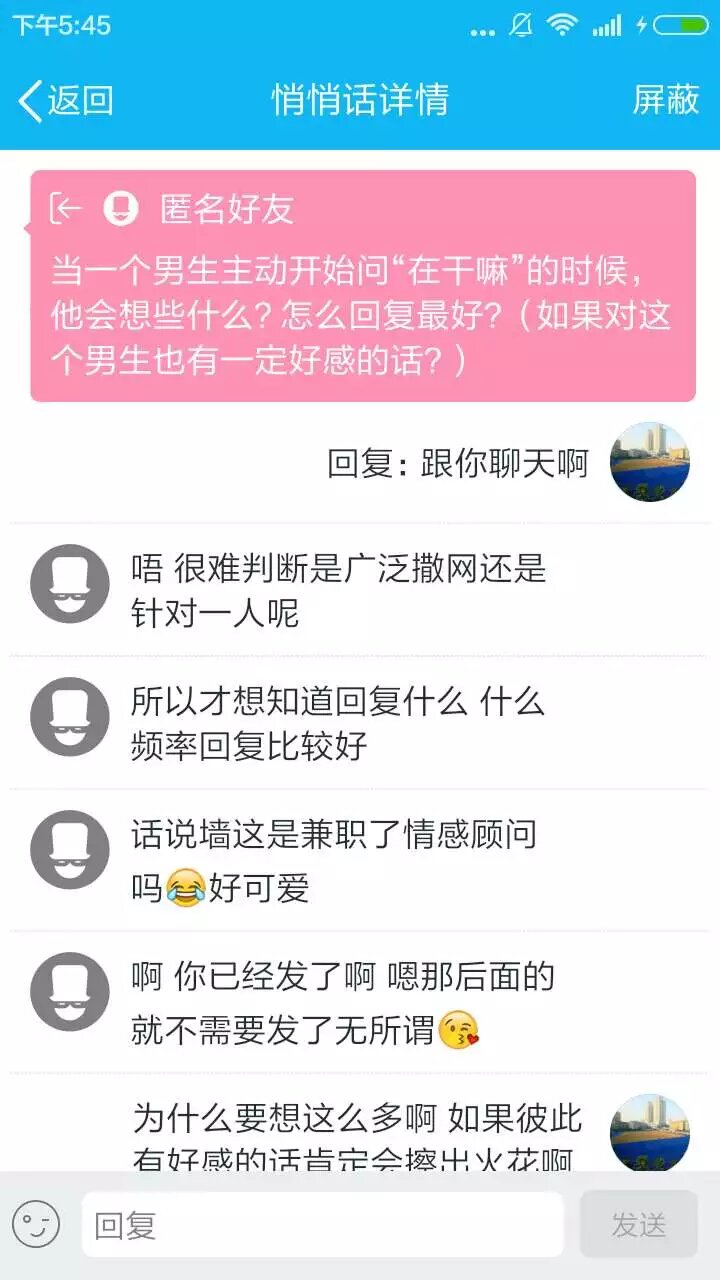 下午5:45
返回
悄悄话详情
屏蔽
匿名好友
当一个男生主动开始问“在干嘛”的时候，
他会想些什么？怎么回复最好？（如果对这
个男生也有一定好感的话？）
回复：跟你聊天啊
唔 很难判断是广泛撒网还是
针对一人呢
所以才想知道回复什么 什么
频率回复比较好
话说墙这是兼职了情感顾问
吗😂好可爱
啊 你已经发了啊 嗯那后面的
就不需要发了无所谓😘
为什么要想这么多啊 如果彼此
有好感的话肯定会擦出火花啊
回复
发送